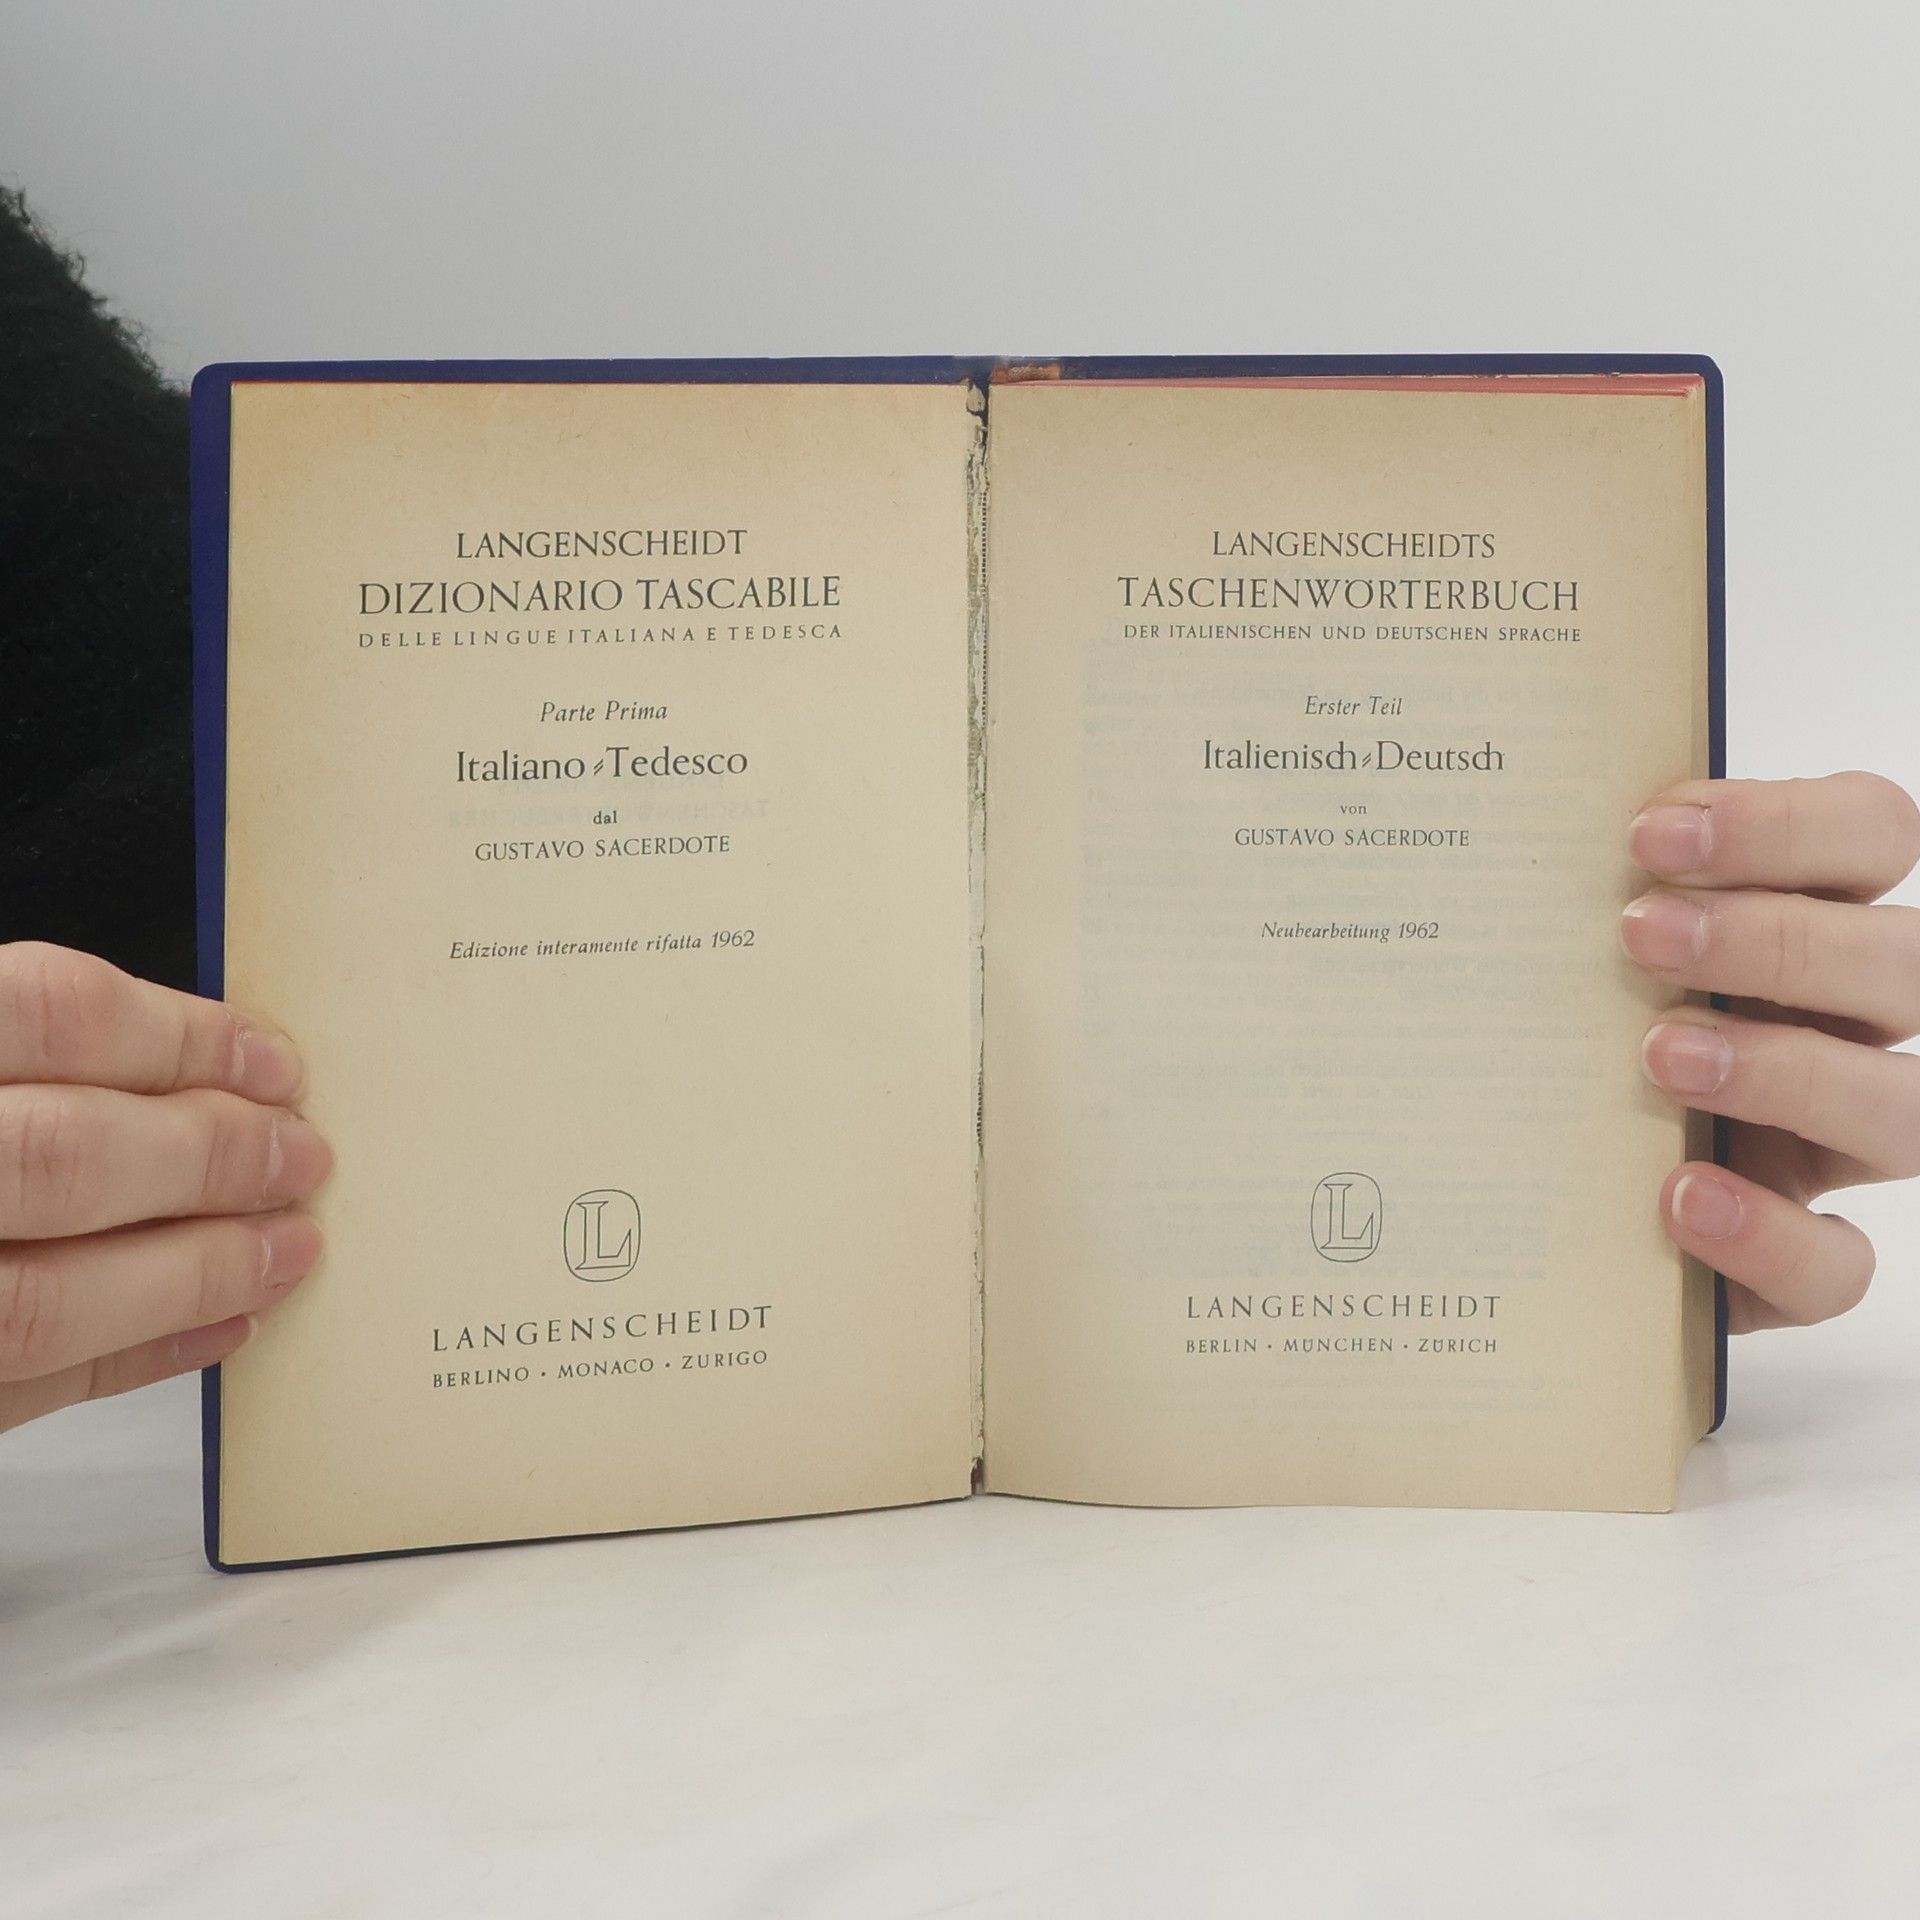 LANGENSCHEIDT
DIZIONARIO TASCABILE
DELLE LINGUE ITALIANA E TEDESCA
Parte Prima
Italiano-Tedesco
dal
GUSTAVO SACERDOTE
Edizione interamente rifatta 1962
L
LANGENSCHEIDT
BERLINO · MONACO · ZURIGO
LANGENSCHEIDTS
TASCHENWÖRTERBUCH
DER ITALIENISCHEN UND DEUTSCHEN SPRACHE
Erster Teil
Italienisch-Deutsch
von
GUSTAVO SACERDOTE
Neubearbeitung 1962
L
LANGENSCHEIDT
BERLIN · MÜNCHEN · ZÜRICH